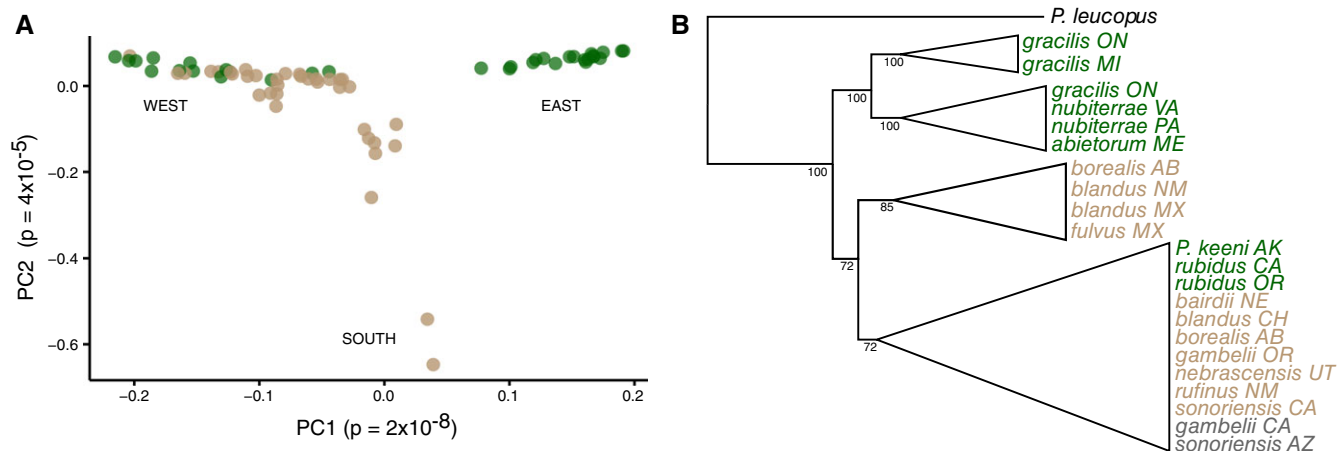 A
PC2 (p = 4x10-5)
0.0
−0.2
−0.4
−0.6
WEST
EAST
SOUTH
−0.2
−0.1
0.0
0.1
0.2
PC1 (p = 2x10-8)
B
P. leucopus
gracilis ON
gracilis MI
100
gracilis ON
nubiterrae VA
nubiterrae PA
abietorum ME
100
100
100
borealis AB
blandus NM
blandus MX
fulvus MX
85
72
P. keeni AK
rubidus CA
rubidus OR
bairdii NE
blandus CH
borealis AB
gambelii OR
nebrascensis UT
rufinus NM
sonoriensis CA
gambelii CA
sonoriensis AZ
72